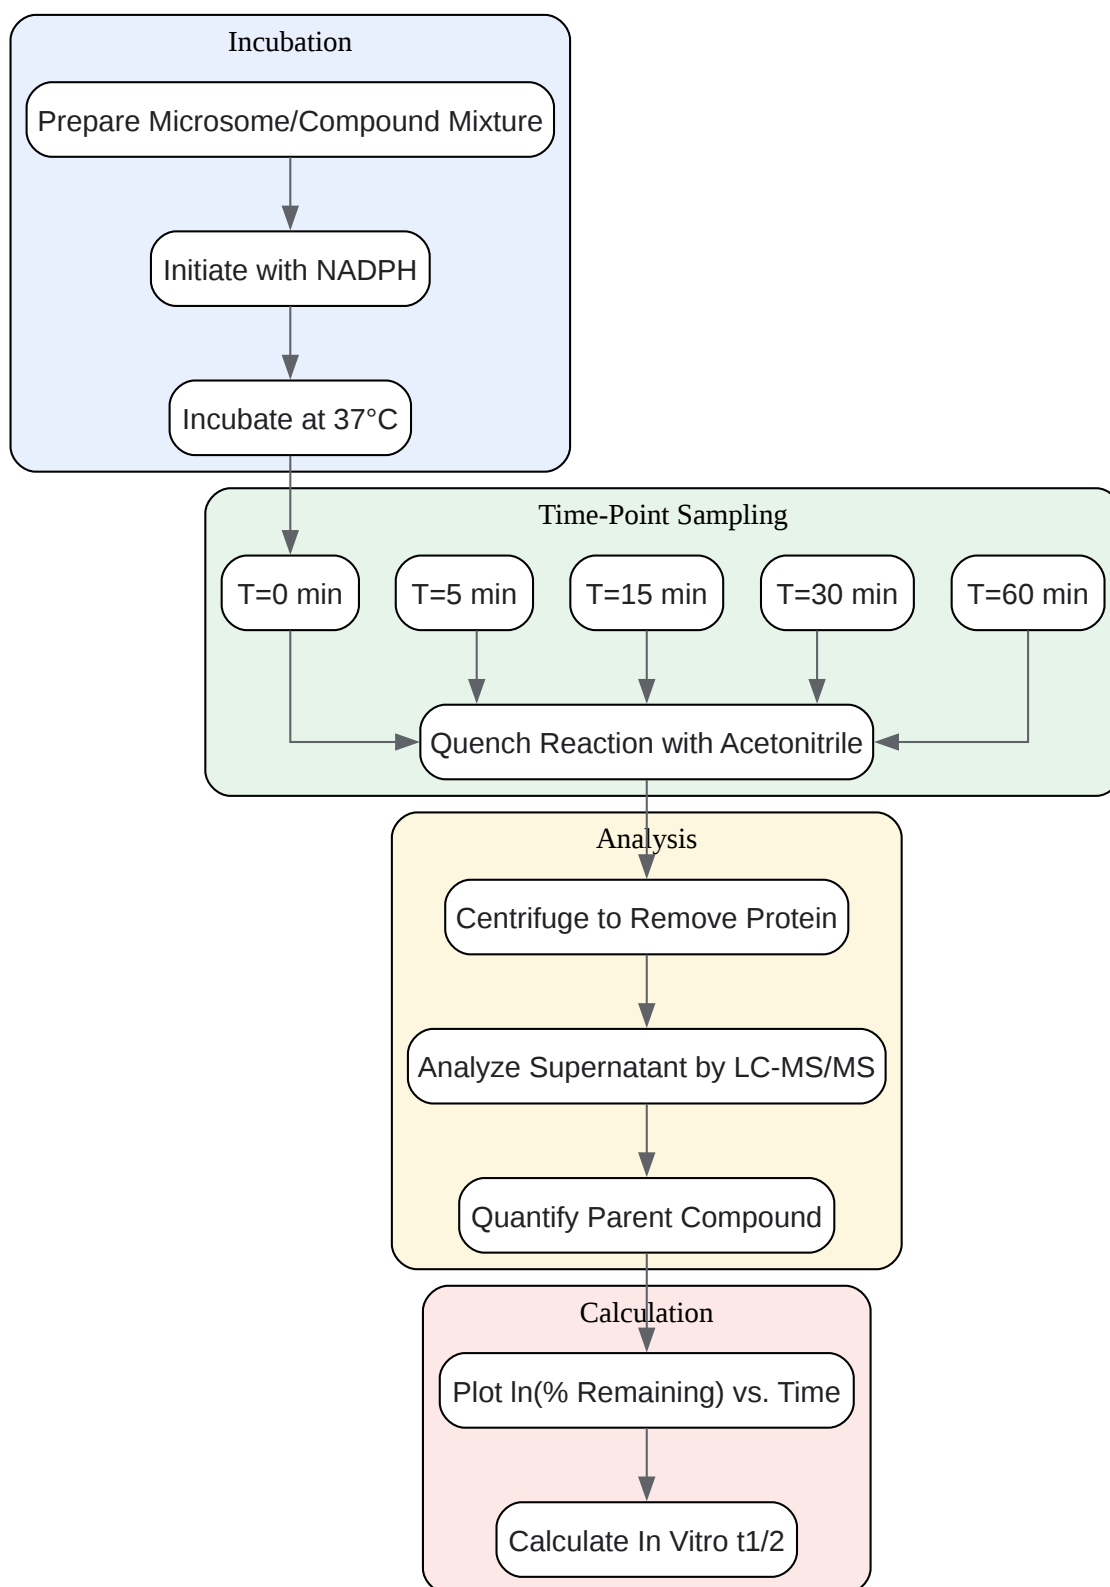 Incubation
Prepare Microsome/Compound Mixture
Initiate with NADPH
Incubate at 37°C
Time-Point Sampling
T=0 min
T=5 min
T=15 min
T=30 min
T=60 min
Quench Reaction with Acetonitrile
Analysis
Centrifuge to Remove Protein
Analyze Supernatant by LC-MS/MS
Quantify Parent Compound
Calculation
Plot ln(% Remaining) vs. Time
Calculate In Vitro t1/2